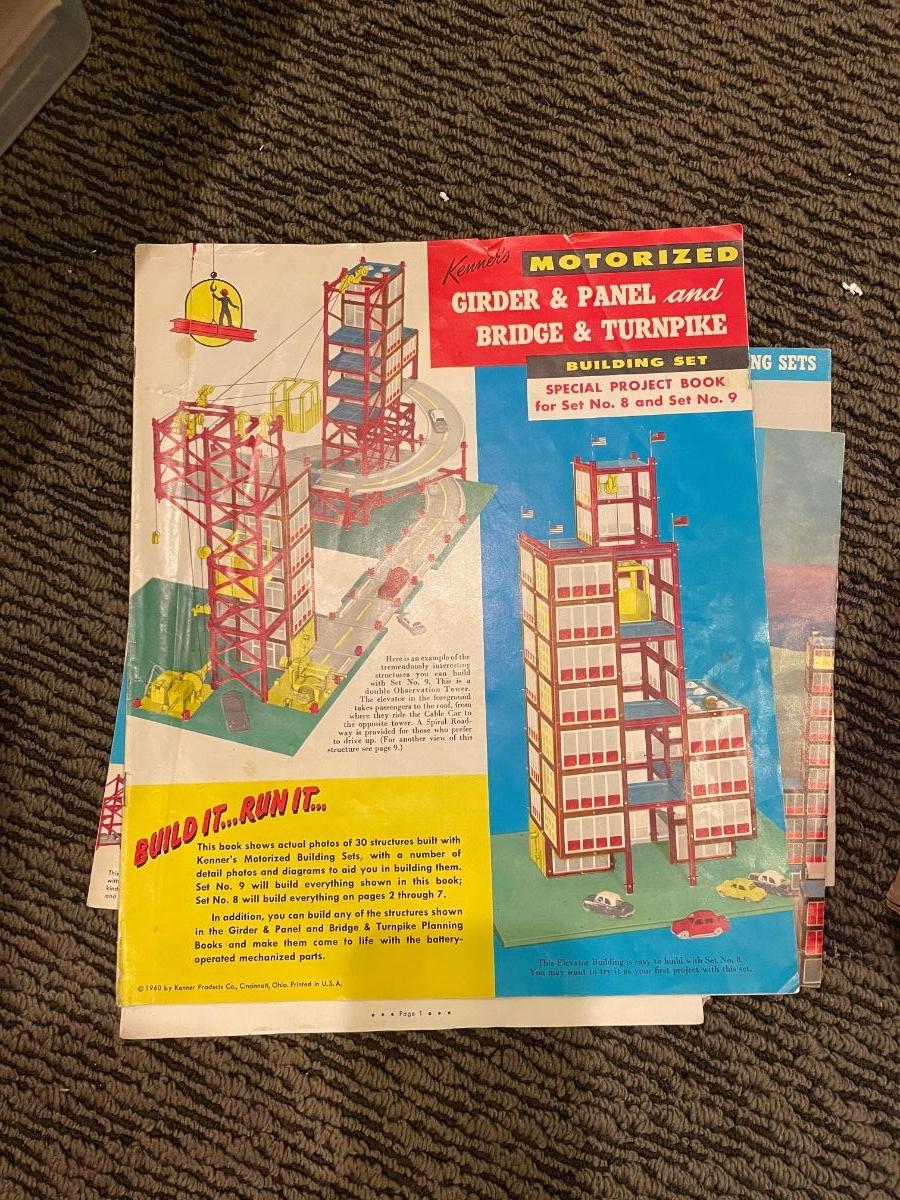 Kenner's MOTORIZED
GIRDER & PANEL and
BRIDGE & TURNPIKE
BUILDING SET
SPECIAL PROJECT BOOK
for Set No. 8 and Set No. 9
NG SETS
Here is an example of the
tremendously interesting
structures you can build
with Set No. 9. This is a
double Observation Tower.
The elevator in the foreground
takes passengers to the roof, from
where they ride the Cable Car to
the opposite tower. A Spiral Road-
way is provided for those who prefer
to drive up. (For another view of this
structure see page 9.)
BUILD IT...RUN IT...
This book shows actual photos of 30 structures built with
Kenner's Motorized Building Sets, with a number of
detail photos and diagrams to aid you in building them.
Set No. 9 will build everything shown in this book;
Set No. 8 will build everything on pages 2 through 7.
In addition, you can build any of the structures shown
in the Girder & Panel and Bridge & Turnpike Planning
Books and make them come to life with the battery-
operated mechanized parts.
© 1960 by Kenner Products Co., Cincinnati, Ohio. Printed in U.S.A.
This Elevator Building is easy to build with Set No. 8.
You may want to try it as your first project with this set.
• • • Page 1 • • •